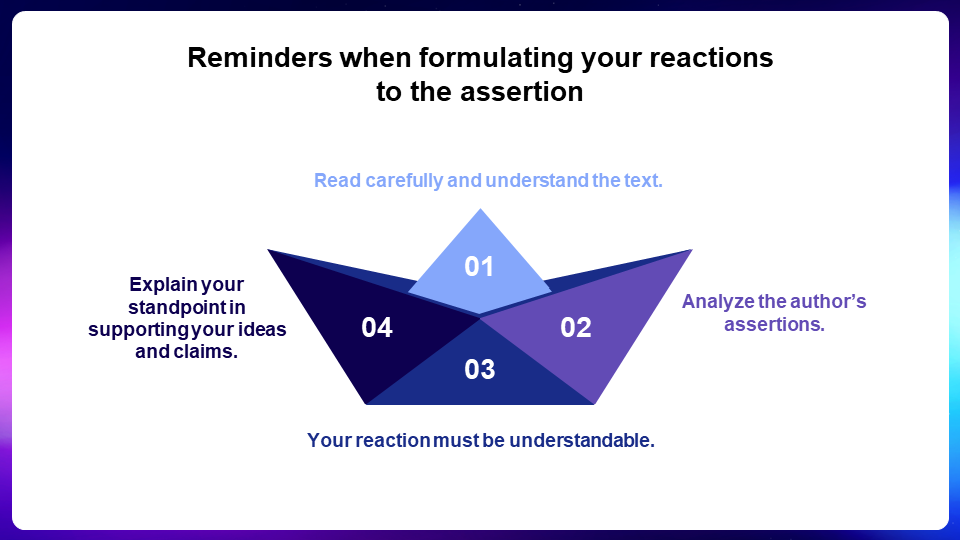 Reminders when formulating your reactions
to the assertion
Read carefully and understand the text.
01
Explain your
standpoint in
supporting your ideas
and claims.
04
02
Analyze the author’s
assertions.
03
Your reaction must be understandable.